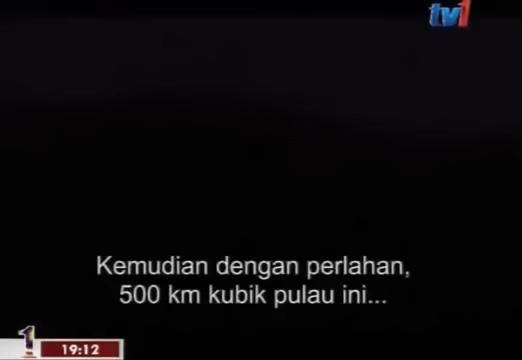 tv1
Kemudian dengan perlahan,
500 km kubik pulau ini...
1
19:12